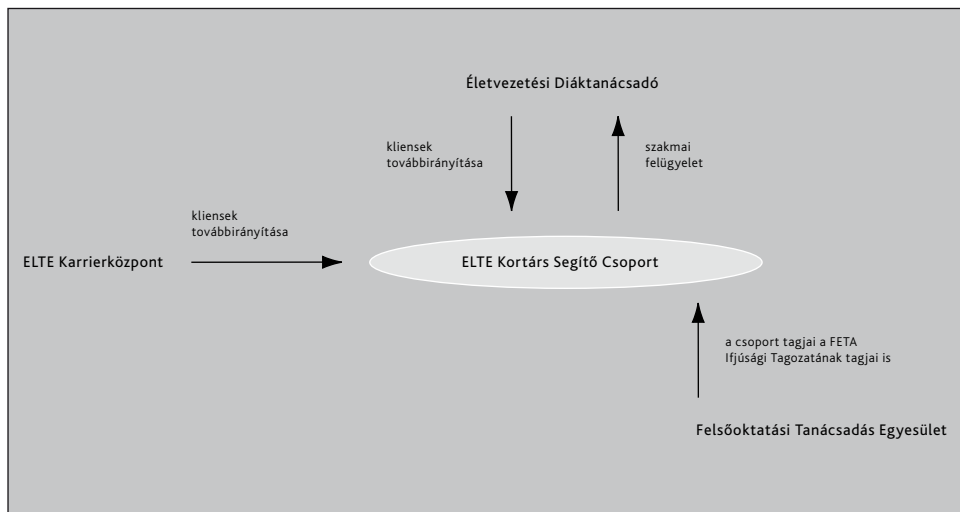 Életvezetési Diáktanácsadó
kliensek
továbbirányítása
szakmai
felügyelet
kliensek
továbbirányítása
ELTE Karrierközpont
ELTE Kortárs Segítő Csoport
a csoport tagjai a FETA
Ifjúsági Tagozatának tagjai is
Felsőoktatási Tanácsadás Egyesület